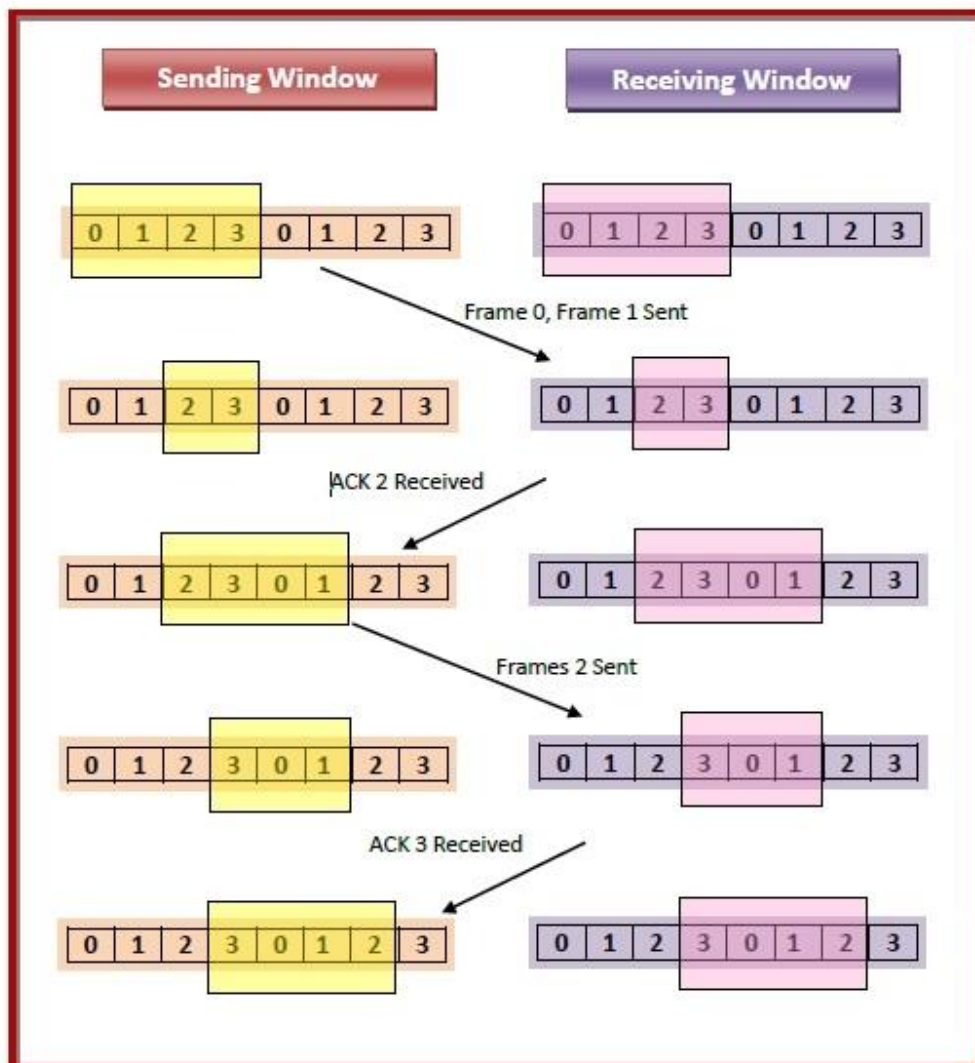 Sending Window
Receiving Window
0 1 2 3 0 1 2 3
0 1 2 3 0 1 2 3
Frame 0, Frame 1 Sent
0 1 2 3 0 1 2 3
0 1 2 3 0 1 2 3
ACK 2 Received
0 1 2 3 0 1 2 3
0 1 2 3 0 1 2 3
Frames 2 Sent
0 1 2 3 0 1 2 3
0 1 2 3 0 1 2 3
ACK 3 Received
0 1 2 3 0 1 2 3
0 1 2 3 0 1 2 3